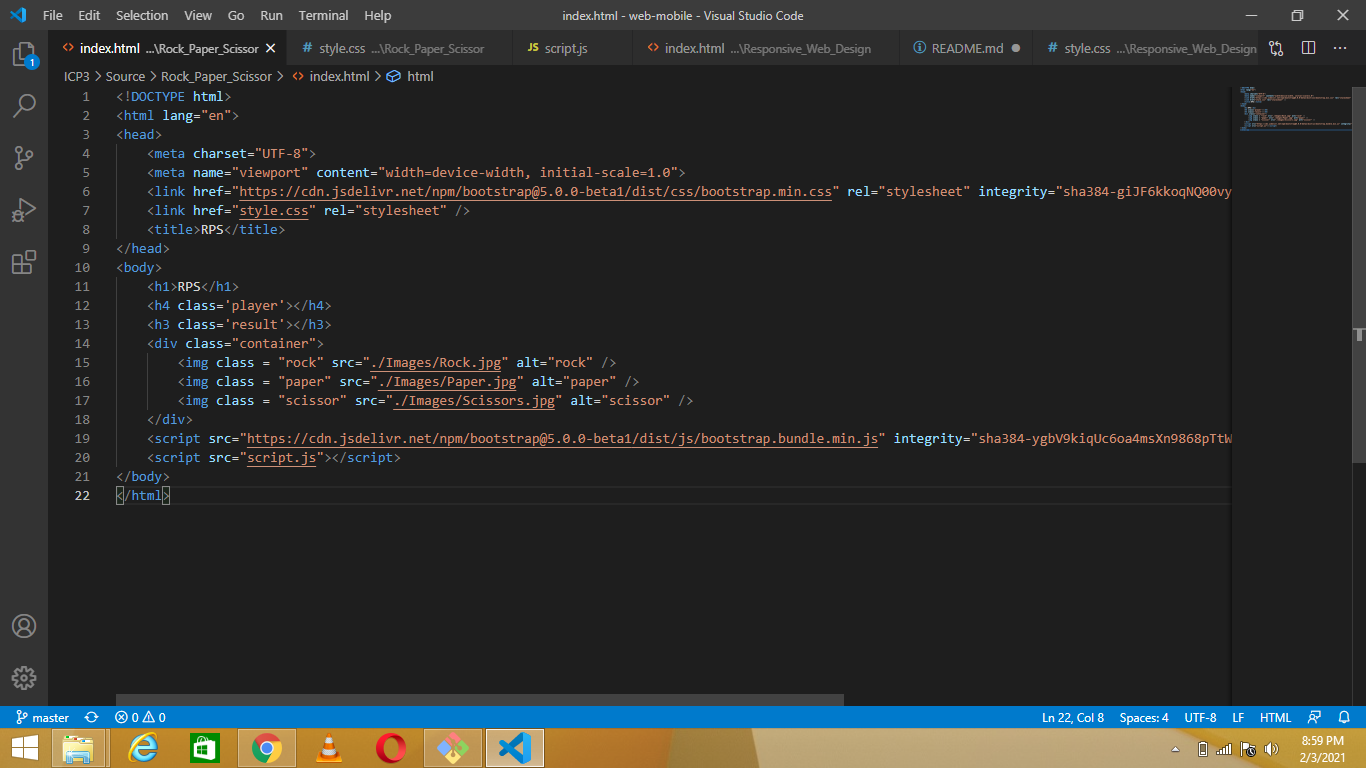 File Edit Selection View Go Run Terminal Help index.html - web-mobile - Visual Studio Code
index.html ...\Rock_Paper_Scissor style.css ...\Rock_Paper_Scissor JS script.js index.html ...\Responsive_Web_Design README.md style.css ...\Responsive_Web_Design
1
ICP3 > Source > Rock_Paper_Scissor > index.html > html
1 <!DOCTYPE html>
2 <html lang="en">
3 <head>
4     <meta charset="UTF-8">
5     <meta name="viewport" content="width=device-width, initial-scale=1.0">
6     <link href="https://cdn.jsdelivr.net/npm/bootstrap@5.0.0-beta1/dist/css/bootstrap.min.css" rel="stylesheet" integrity="sha384-giJF6kkoqNQ00vy
7     <link href="style.css" rel="stylesheet" />
8     <title>RPS</title>
9 </head>
10 <body>
11     <h1>RPS</h1>
12     <h4 class='player'></h4>
13     <h3 class='result'></h3>
14     <div class="container">
15         <img class = "rock" src="./Images/Rock.jpg" alt="rock" />
16         <img class = "paper" src="./Images/Paper.jpg" alt="paper" />
17         <img class = "scissor" src="./Images/Scissors.jpg" alt="scissor" />
18     </div>
19     <script src="https://cdn.jsdelivr.net/npm/bootstrap@5.0.0-beta1/dist/js/bootstrap.bundle.min.js" integrity="sha384-ygbV9kiqUc6oa4msXn9868pTtW
20     <script src="script.js"></script>
21 </body>
22 </html>
master 0 0 Ln 22, Col 8 Spaces: 4 UTF-8 LF HTML
8:59 PM
2/3/2021